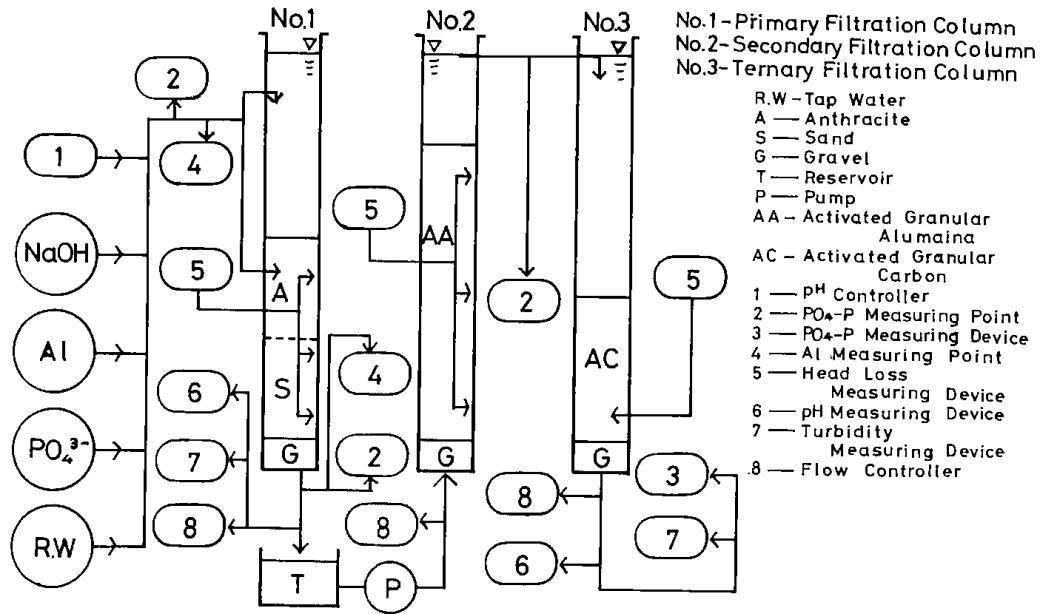 No.1
No.2
No.3
No.1-Primary Filtration Column
No.2-Secondary Filtration Column
No.3-Ternary Filtration Column
R.W-Tap Water
A — Anthracite
S — Sand
G — Gravel
T — Reservoir
P — Pump
AA - Activated Granular
Alumaina
AC - Activated Granular
Carbon
1 — pH Controller
2 — PO₄-P Measuring Point
3 — PO₄-P Measuring Device
4 — Al Measuring Point
5 — Head Loss
Measuring Device
6 — pH Measuring Device
7 — Turbidity
Measuring Device
.8 — Flow Controller
2
1
4
NaOH
5
A
Al
S
6
4
PO₄³⁻
7
G
2
8
R.W
T
P
5
AA
8
G
2
5
AC
G
8
3
6
7